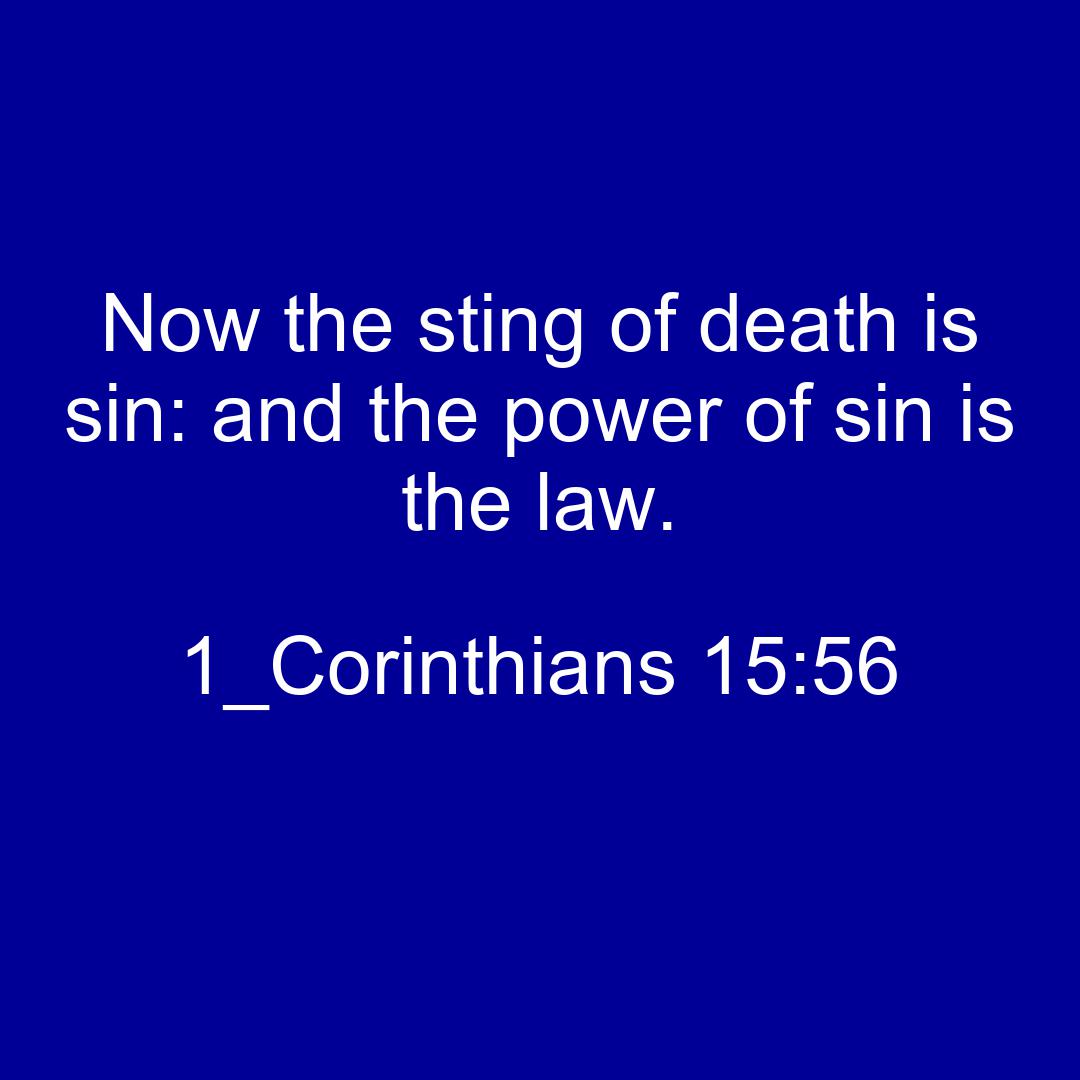 Now the sting of death is
sin: and the power of sin is
the law.
1_Corinthians 15:56